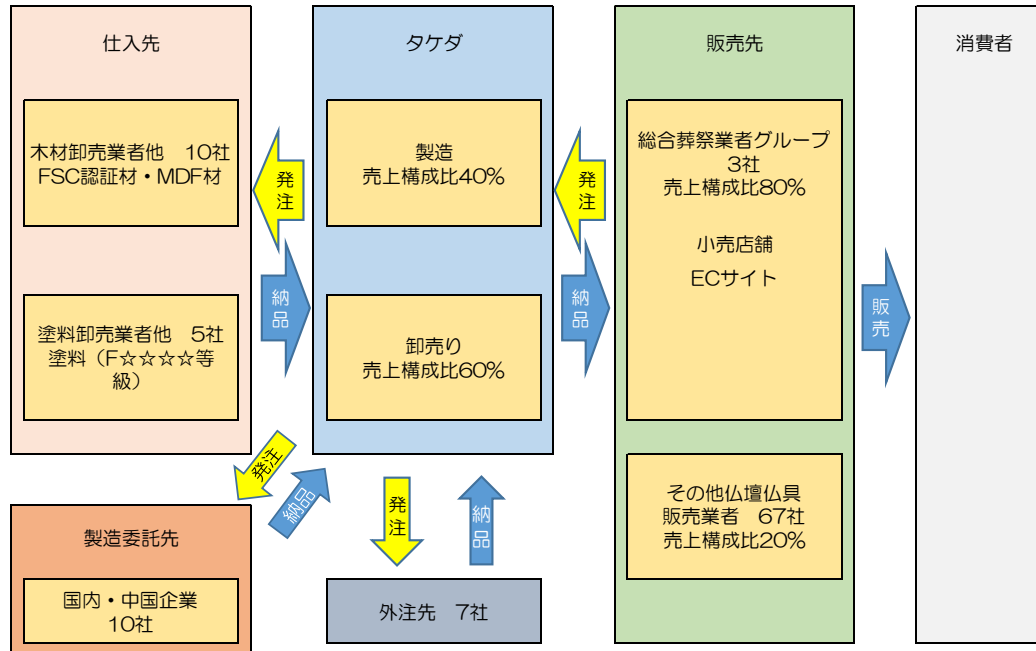 仕入先
木材卸売業者他　10社
FSC認証材・MDF材
塗料卸売業者他　5社
塗料（F☆☆☆☆等
級）
発注
納品
タケダ
製造
売上構成比40%
卸売り
売上構成比60%
発注
納品
販売先
総合葬祭業者グループ
3社
売上構成比80%
小売店舗
ECサイト
その他仏壇仏具
販売業者　67社
売上構成比20%
販売
消費者
発注
納品
製造委託先
国内・中国企業
10社
発注
納品
外注先　7社